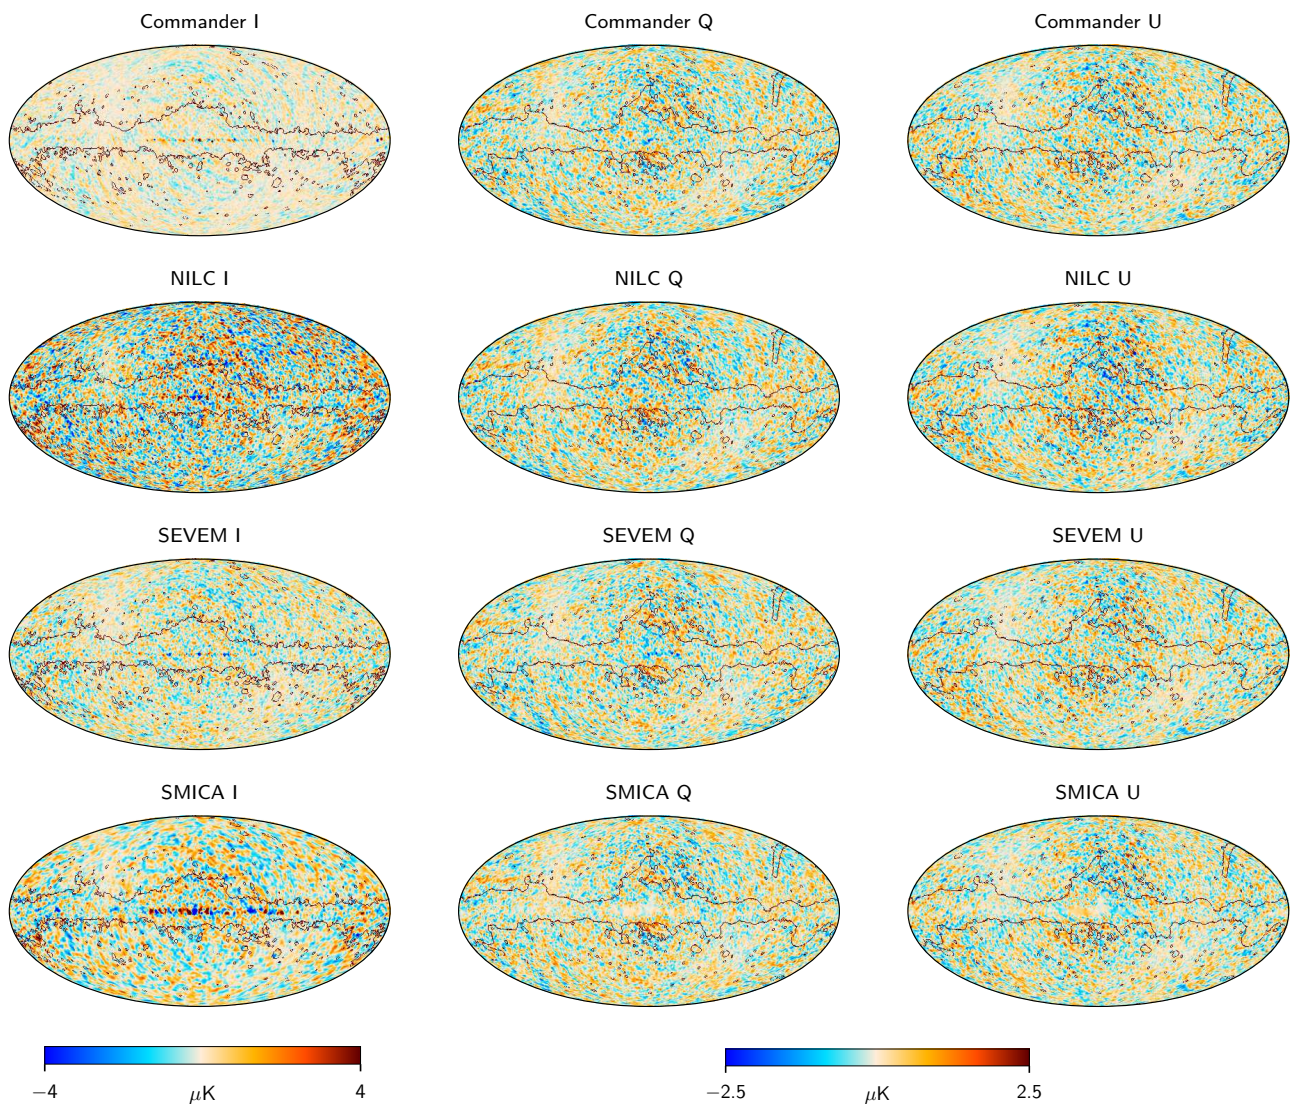 Commander I
Commander Q
Commander U
NILC I
NILC Q
NILC U
SEVEM I
SEVEM Q
SEVEM U
SMICA I
SMICA Q
SMICA U
−4 μK 4
−2.5 μK 2.5